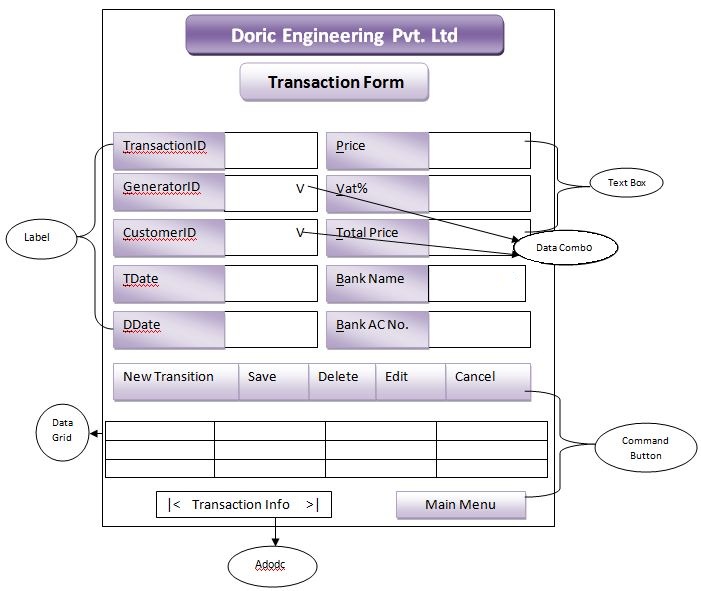 Doric Engineering Pvt. Ltd
Transaction Form
TransactionID
Price
GeneratorID V
Vat%
Text Box
CustomerID V
Total Price
Label
Data Comb0
TDate
Bank Name
DDate
Bank AC No.
New Transition Save Delete Edit Cancel
Data
Grid
Command
Button
|< Transaction Info >|
Main Menu
Adodc